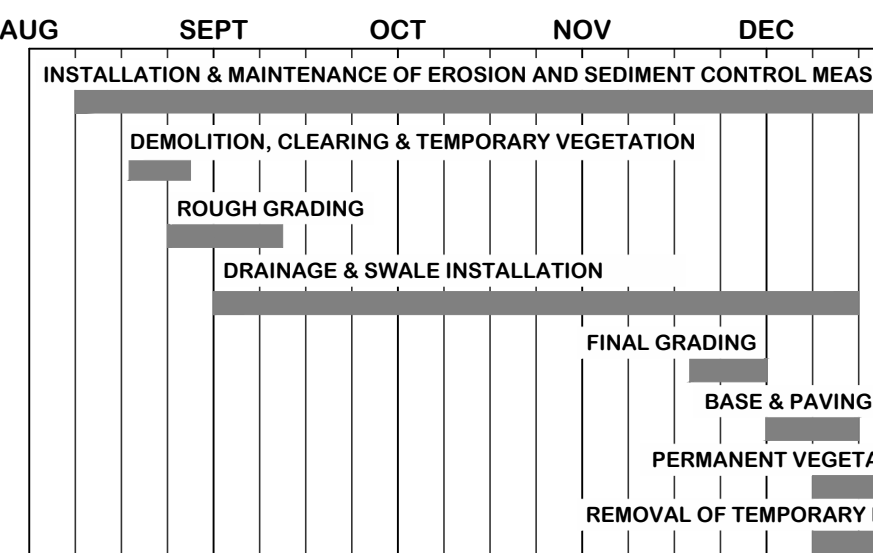 AUG SEPT OCT NOV DEC
INSTALLATION & MAINTENANCE OF EROSION AND SEDIMENT CONTROL MEAS
DEMOLITION, CLEARING & TEMPORARY VEGETATION
ROUGH GRADING
DRAINAGE & SWALE INSTALLATION
FINAL GRADING
BASE & PAVING
PERMANENT VEGETA
REMOVAL OF TEMPORARY